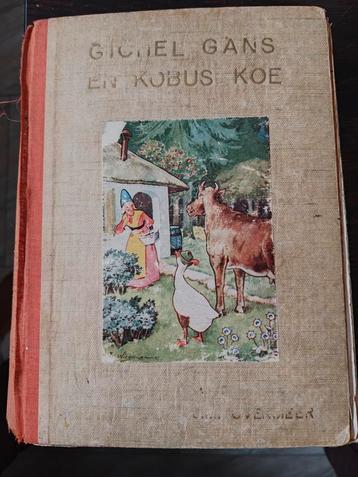 GICHEL GANS
EN KOBUS KOE
OVERMEER